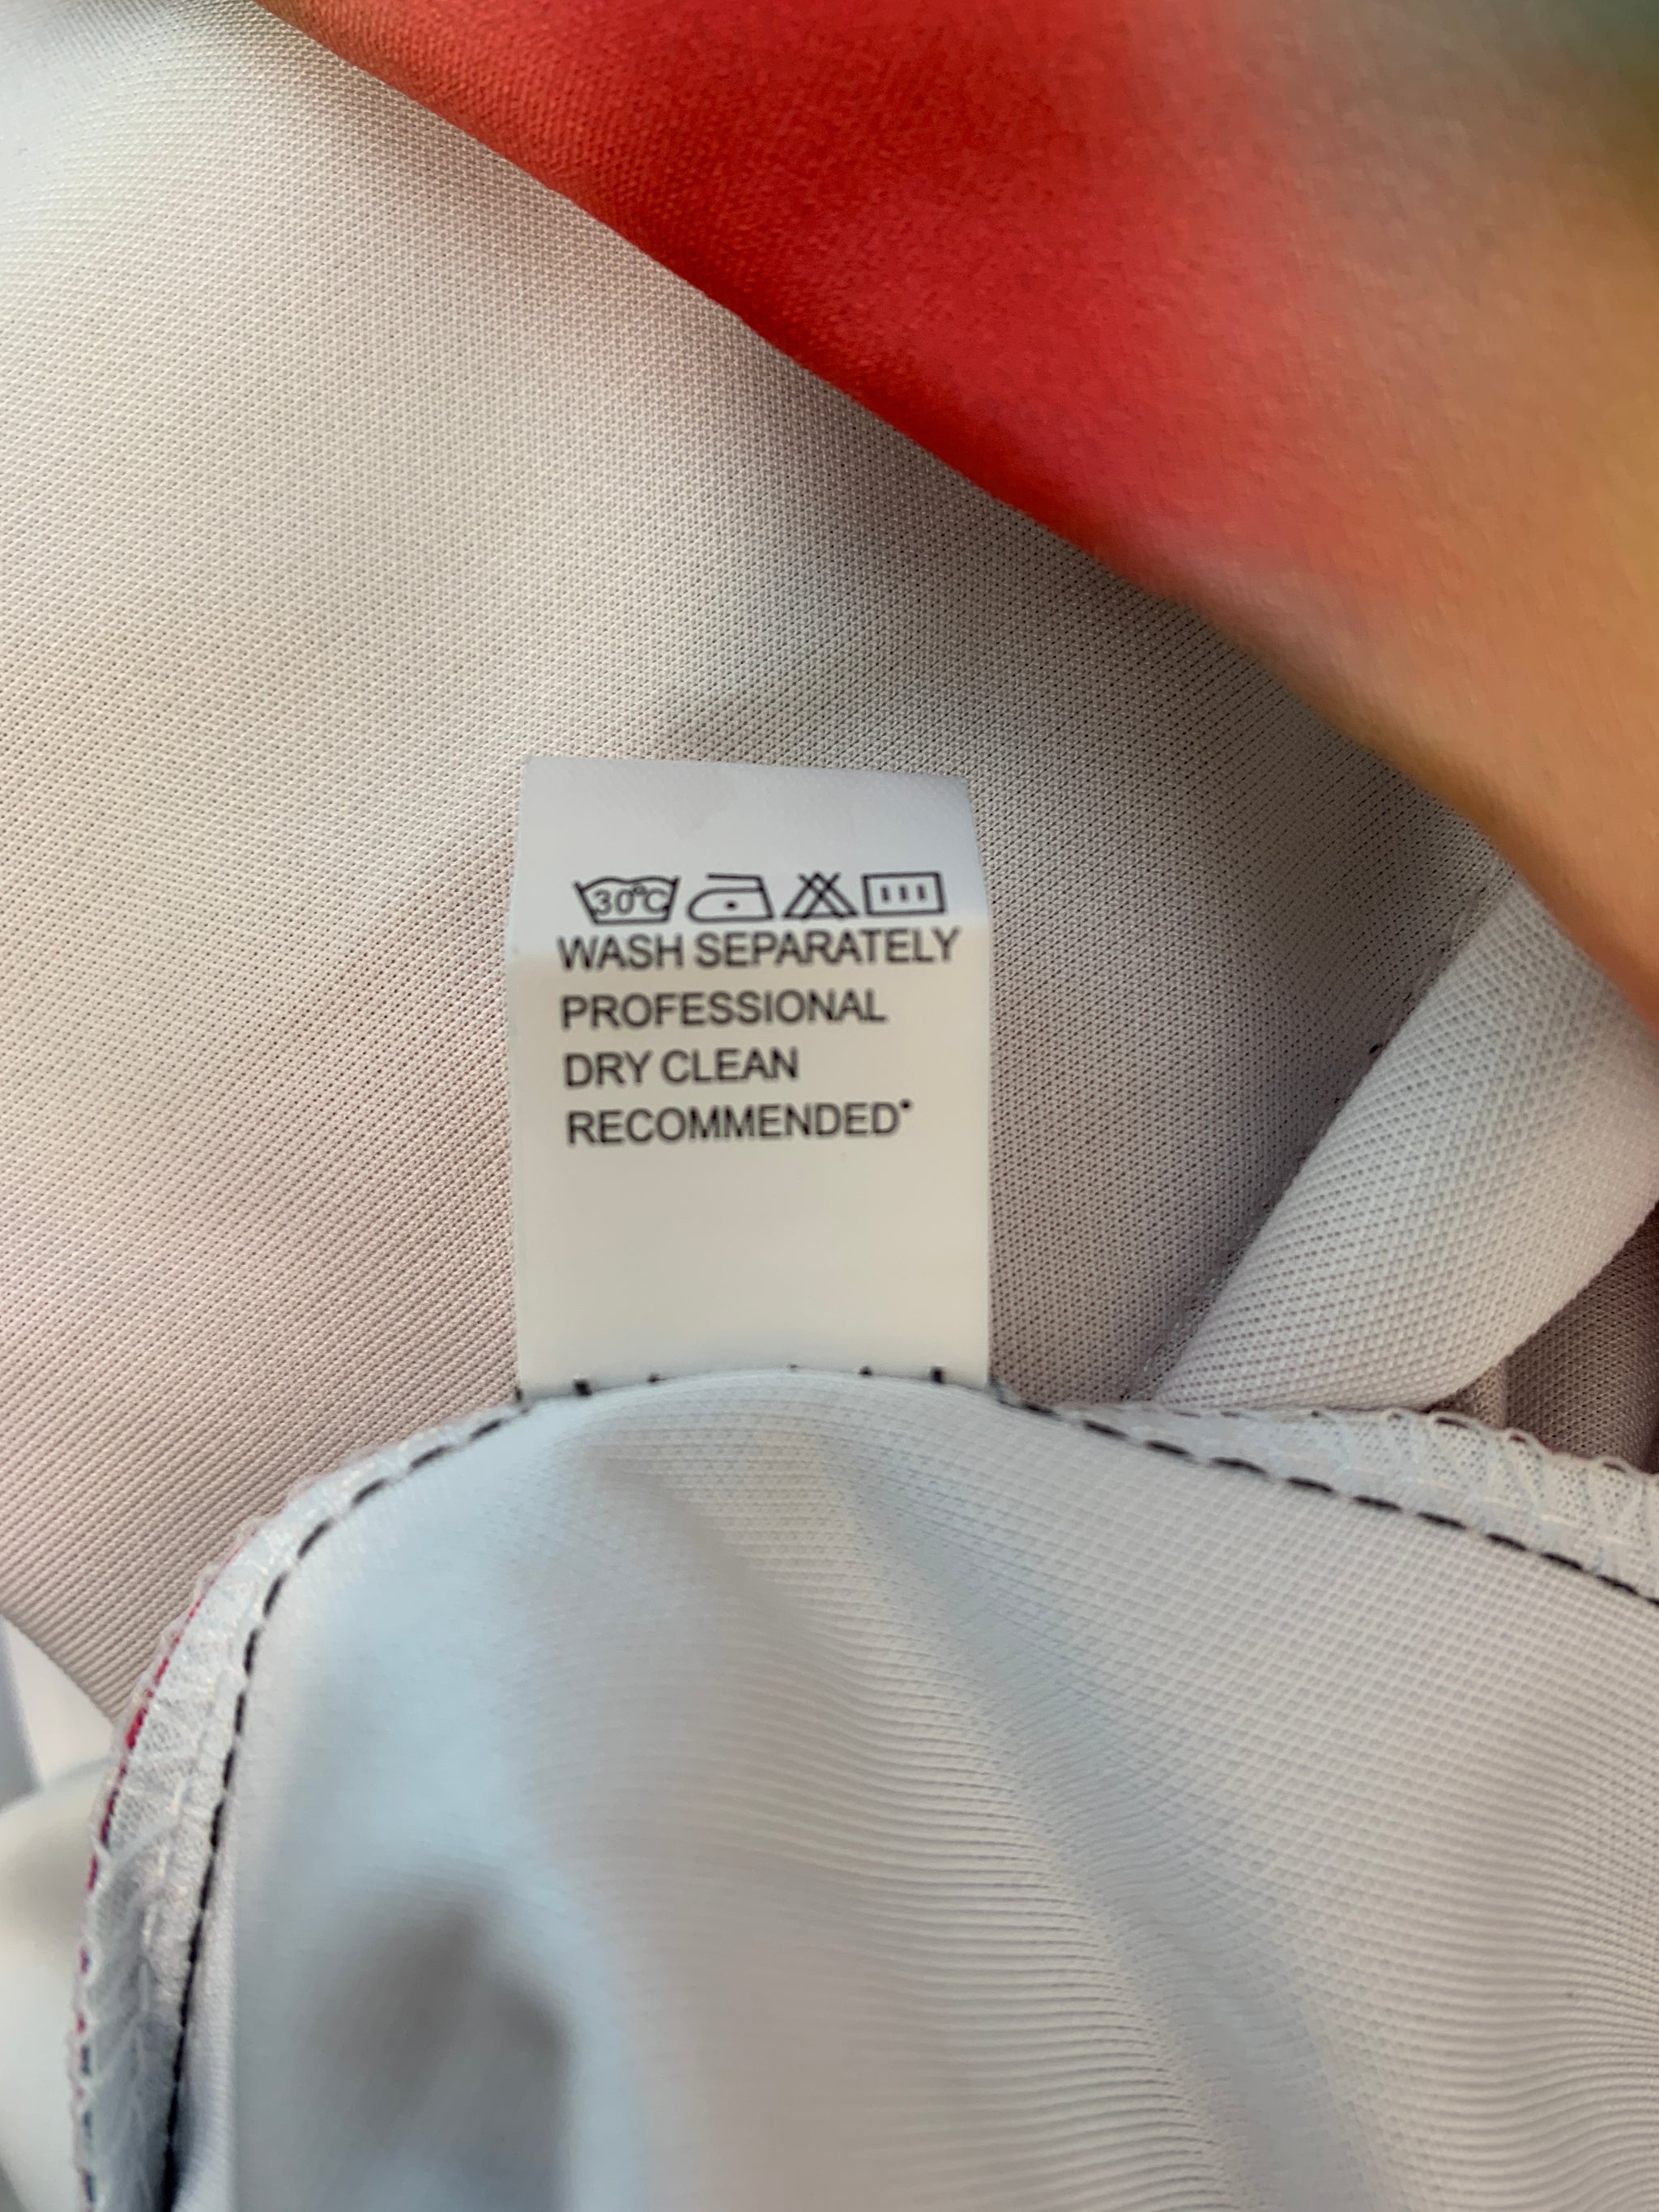 30°C
WASH SEPARATELY
PROFESSIONAL
DRY CLEAN
RECOMMENDED*